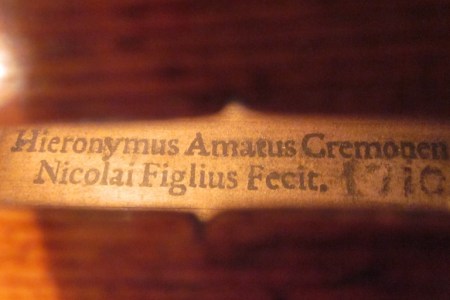 Hieronymus Amatus Cremonen
Nicolai Figlius Fecit. 1710